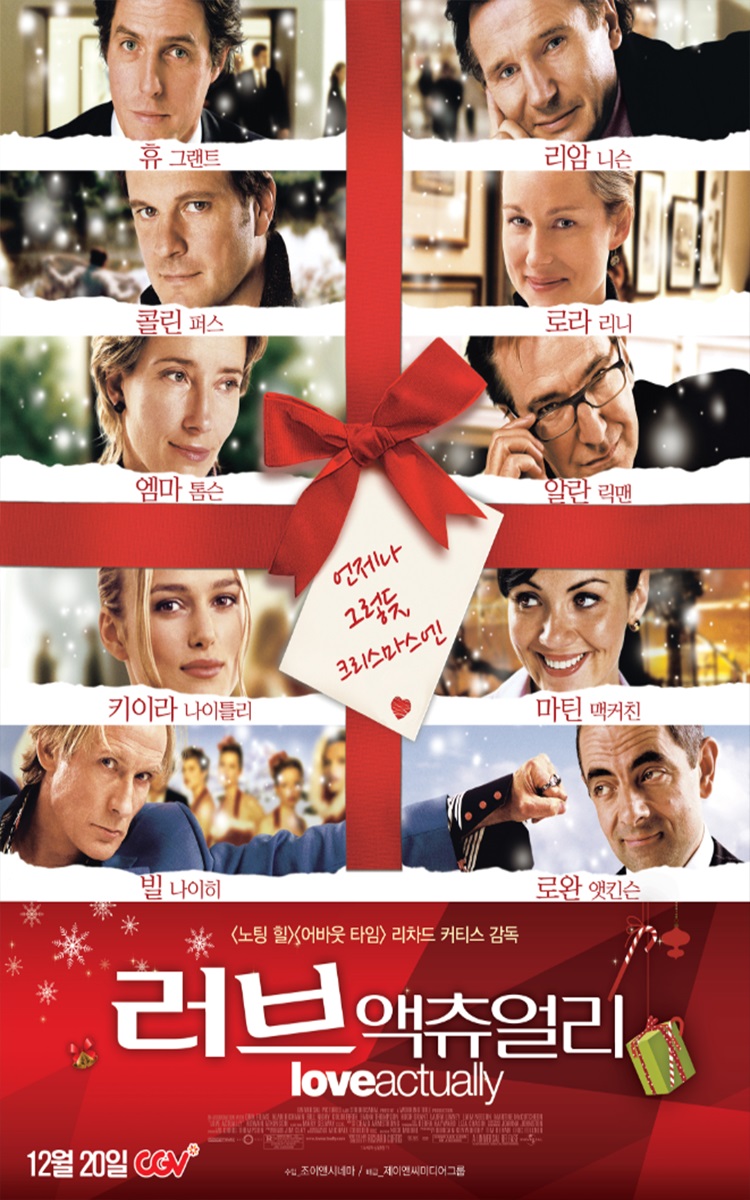 휴 그랜트
리암 니슨
콜린 퍼스
로라 리니
엠마 톰슨
알란 릭맨
언제나
그렇듯
크리스마스엔
키이라 나이틀리
마틴 맥커친
빌 나이히
로완 앳킨슨
<노팅 힐><어바웃 타임> 리차드 커티스 감독
러브 액츄얼리
loveactually
12월 20일 CGV
수입_조이앤시네마 / 배급_제이앤씨미디어그룹